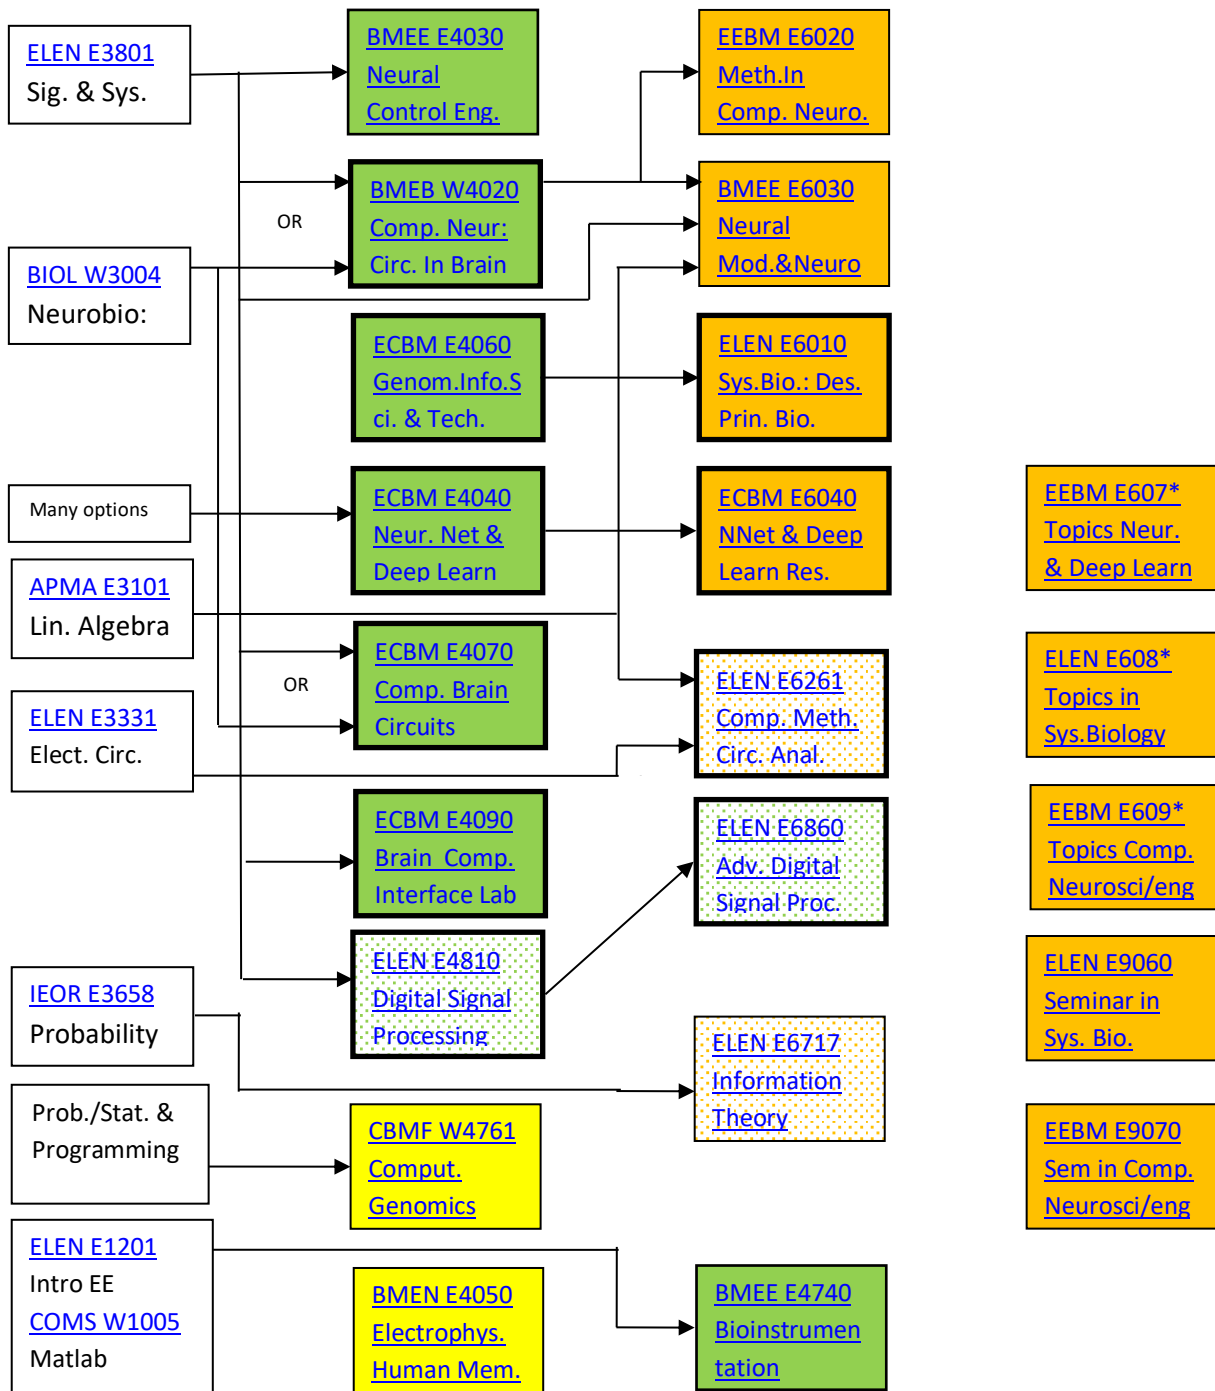 ELEN E3801
Sig. & Sys.
BMEE E4030
Neural
Control Eng.
EEBM E6020
Meth.In
Comp. Neuro.
BMEB W4020
Comp. Neur:
Circ. In Brain
OR
BMEE E6030
Neural
Mod.&Neuro
BIOL W3004
Neurobio:
ECBM E4060
Genom.Info.S
ci. & Tech.
ELEN E6010
Sys.Bio.: Des.
Prin. Bio.
Many options
ECBM E4040
Neur. Net &
Deep Learn
ECBM E6040
NNet & Deep
Learn Res.
EEBM E607*
Topics Neur.
& Deep Learn
APMA E3101
Lin. Algebra
ECBM E4070
Comp. Brain
Circuits
OR
ELEN E6261
Comp. Meth.
Circ. Anal.
ELEN E608*
Topics in
Sys.Biology
ELEN E3331
Elect. Circ.
ECBM E4090
Brain Comp.
Interface Lab
ELEN E6860
Adv. Digital
Signal Proc.
EEBM E609*
Topics Comp.
Neurosci/eng
ELEN E4810
Digital Signal
Processing
ELEN E9060
Seminar in
Sys. Bio.
IEOR E3658
Probability
ELEN E6717
Information
Theory
Prob./Stat. &
Programming
CBMF W4761
Comput.
Genomics
EEBM E9070
Sem in Comp.
Neurosci/eng
ELEN E1201
Intro EE
COMS W1005
Matlab
BMEN E4050
Electrophys.
Human Mem.
BMEE E4740
Bioinstrumen
tation